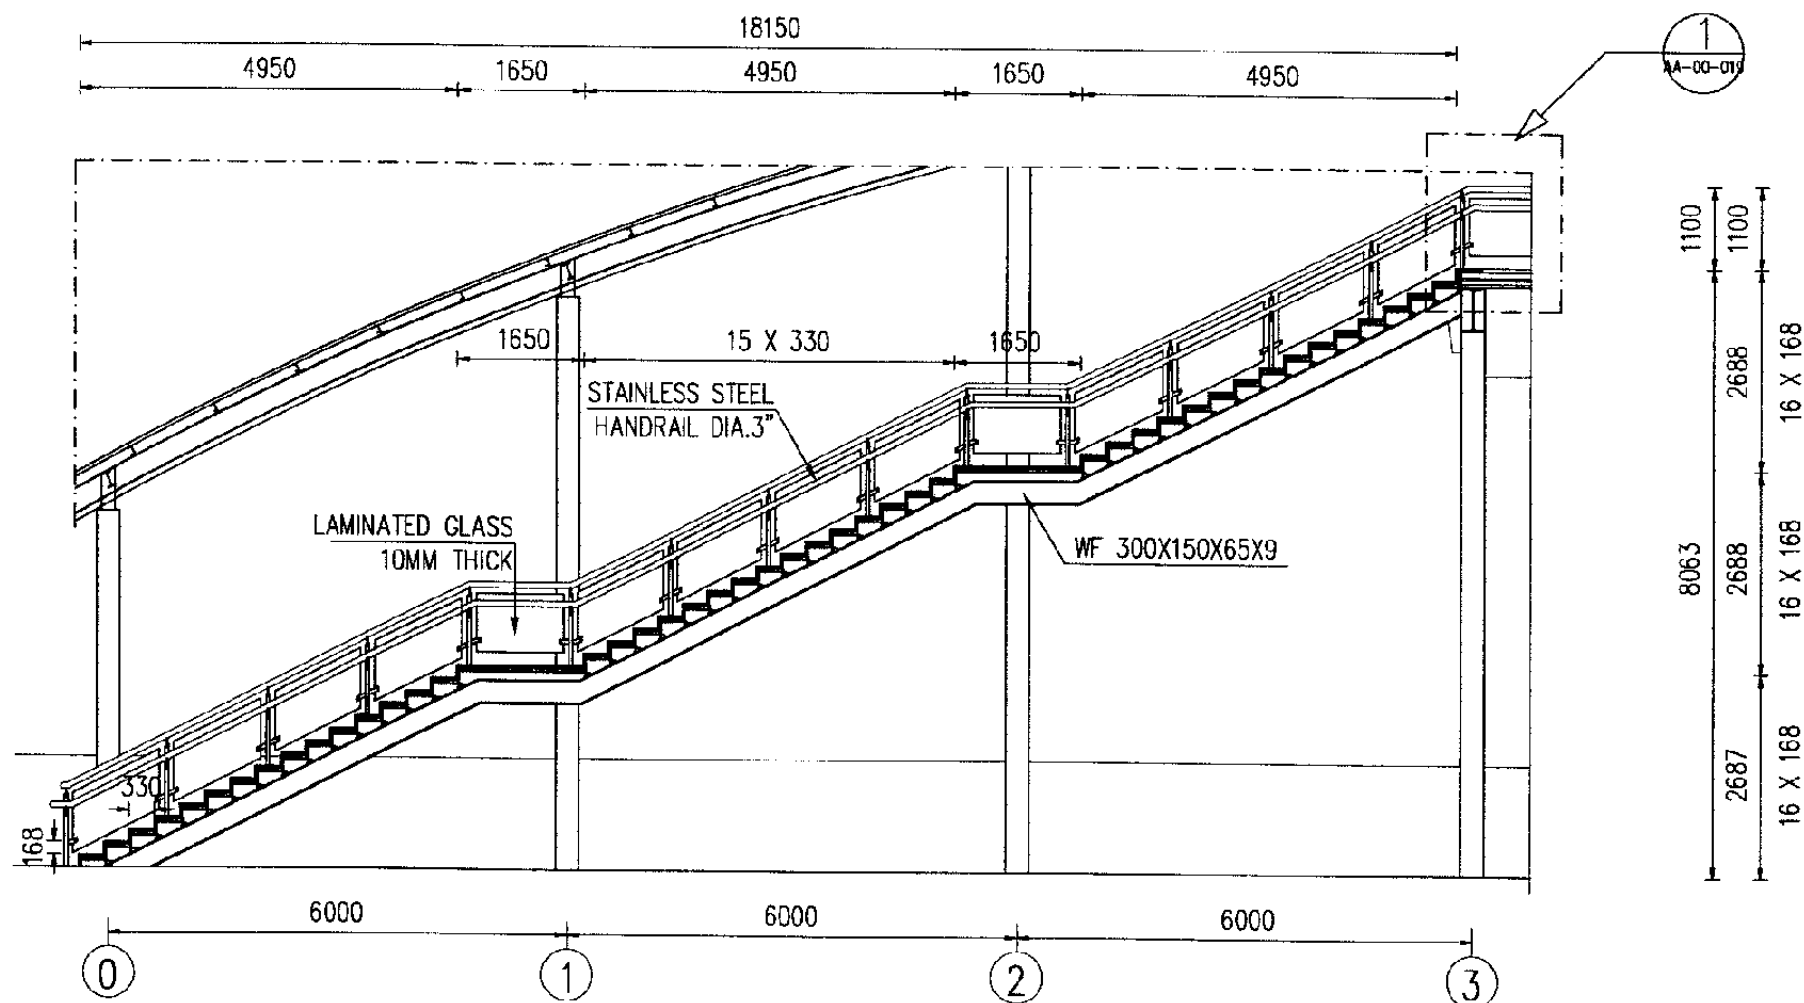 18150
1
AA-00-019
4950
1650
4950
1650
4950
1100
1100
1650
15 X 330
1650
STAINLESS STEEL
HANDRAIL DIA.3"
2688
16 X 168
LAMINATED GLASS
10MM THICK
WF 300X150X65X9
8063
2688
16 X 168
330
168
2687
16 X 168
6000
6000
6000
0
1
2
3